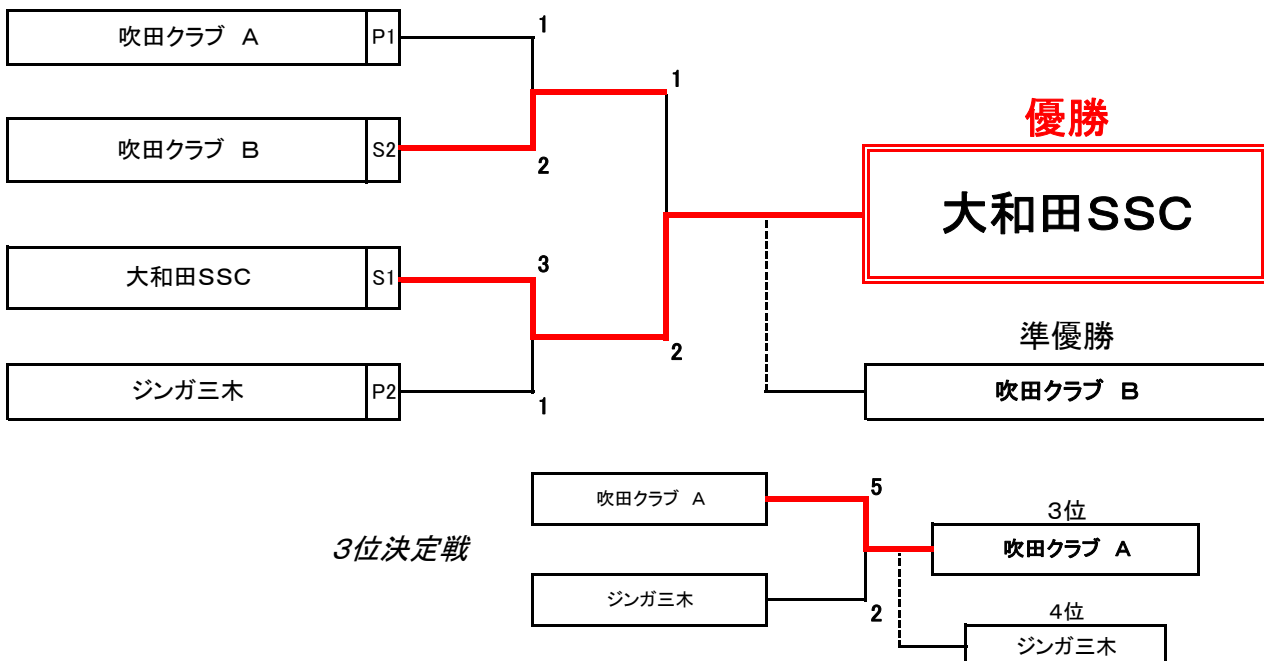 吹田クラブ　A
P1
1
1
吹田クラブ　B
S2
2
優勝
大和田SSC
大和田SSC
S1
3
2
準優勝
吹田クラブ　B
ジンガ三木
P2
1
3位決定戦
吹田クラブ　A
5
3位
吹田クラブ　A
ジンガ三木
2
4位
ジンガ三木